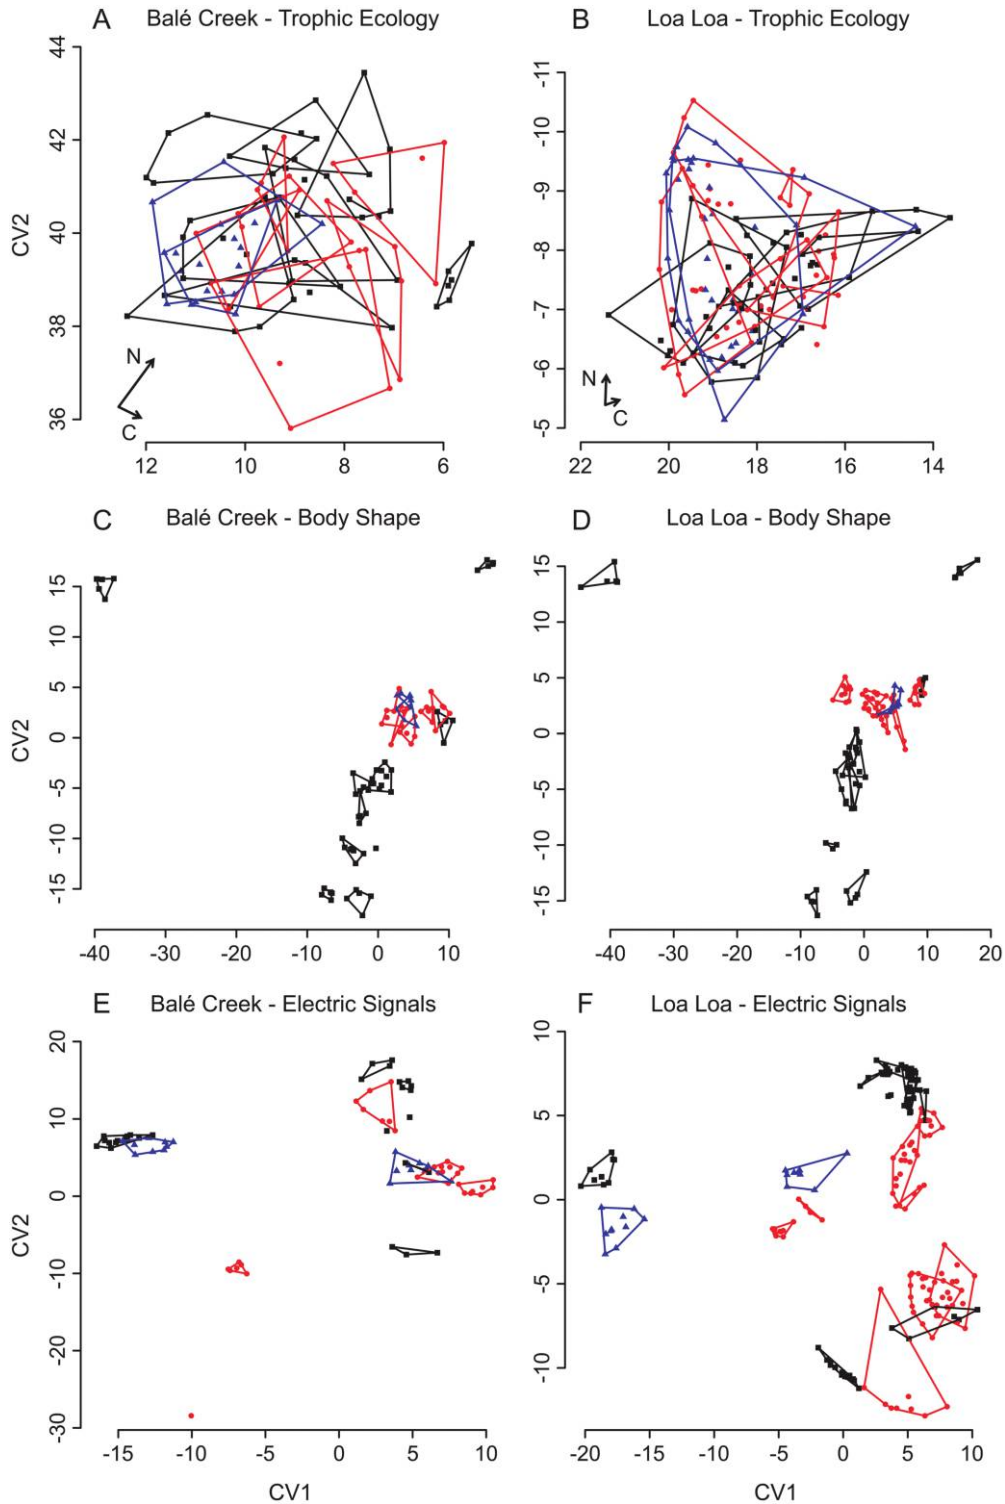 A Balé Creek - Trophic Ecology
B Loa Loa - Trophic Ecology
CV2
44
42
40
38
36
N
C
12 10 8 6
-11
-10
-9
-8
-7
-6
-5
N
C
22 20 18 16 14
C Balé Creek - Body Shape
D Loa Loa - Body Shape
CV2
15
10
5
0
-5
-10
-15
-40 -30 -20 -10 0 10
15
10
5
0
-5
-10
-15
-40 -30 -20 -10 0 10 20
E Balé Creek - Electric Signals
F Loa Loa - Electric Signals
CV2
20
10
0
-10
-20
-30
-15 -10 -5 0 5 10
CV1
10
5
0
-5
-10
-20 -15 -10 -5 0 5 10
CV1